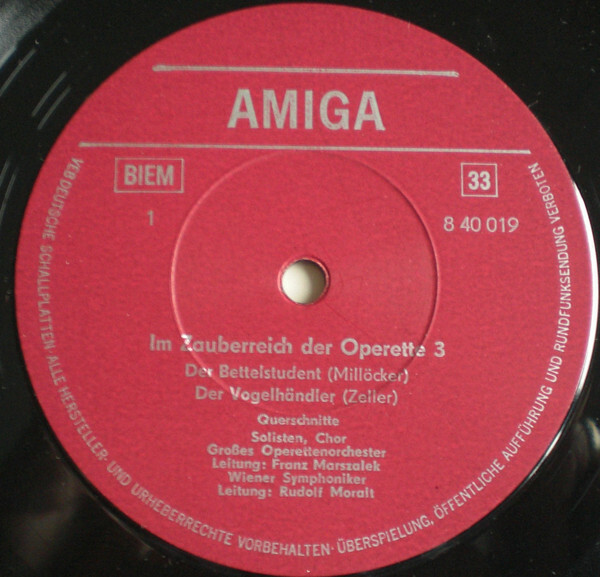 AMIGA
BIEM
33
1
8 40 019
Im Zauberreich der Operette 3
Der Bettelstudent (Millöcker)
Der Vogelhändler (Zeller)
Querschnitte
Solisten, Chor
Großes Operettenorchester
Leitung: Franz Marszalek
Wiener Symphoniker
Leitung: Rudolf Moralt
VEB DEUTSCHE SCHALLPLATTEN · ALLE HERSTELLER- UND URHEBERRECHTE VORBEHALTEN · ÜBERSPIELUNG, ÖFFENTLICHE AUFFÜHRUNG UND RUNDFUNKSENDUNG VERBOTEN